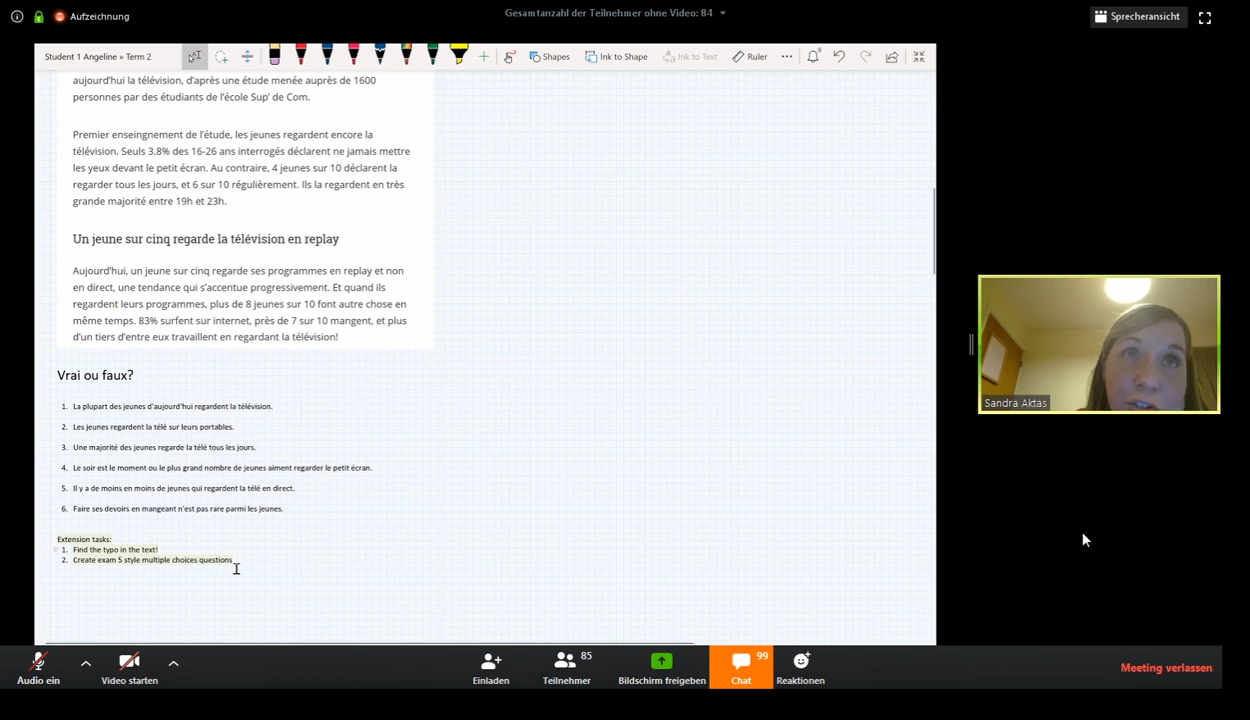 Aufzeichnung
Gesamtanzahl der Teilnehmer ohne Video: 84
Sprecheransicht
Student 1 Angeline » Term 2
Shapes
Ink to Shape
Ink to Text
Ruler
aujourd'hui la télévision, d'après une étude menée auprès de 1600
personnes par des étudiants de l'école Sup' de Com.
Premier enseingnement de l'étude, les jeunes regardent encore la
télévision. Seuls 3.8% des 16-26 ans interrogés déclarent ne jamais mettre
les yeux devant le petit écran. Au contraire, 4 jeunes sur 10 déclarent la
regarder tous les jours, et 6 sur 10 régulièrement. Ils la regardent en très
grande majorité entre 19h et 23h.
Un jeune sur cinq regarde la télévision en replay
Aujourd'hui, un jeune sur cinq regarde ses programmes en replay et non
en direct, une tendance qui s'accentue progressivement. Et quand ils
regardent leurs programmes, plus de 8 jeunes sur 10 font autre chose en
même temps. 83% surfent sur internet, près de 7 sur 10 mangent, et plus
d'un tiers d'entre eux travaillent en regardant la télévision!
Vrai ou faux?
1. La plupart des jeunes d'aujourd'hui regardent la télévision.
2. Les jeunes regardent la télé sur leurs portables.
3. Une majorité des jeunes regarde la télé tous les jours.
4. Le soir est le moment ou le plus grand nombre de jeunes aiment regarder le petit écran.
5. Il y a de moins en moins de jeunes qui regardent la télé en direct.
6. Faire ses devoirs en mangeant n'est pas rare parmi les jeunes.
Extension tasks:
1. Find the typo in the text!
2. Create exam 5 style multiple choices questions
Sandra Aktas
Audio ein
Video starten
Einladen
85
Teilnehmer
Bildschirm freigeben
99
Chat
Reaktionen
Meeting verlassen